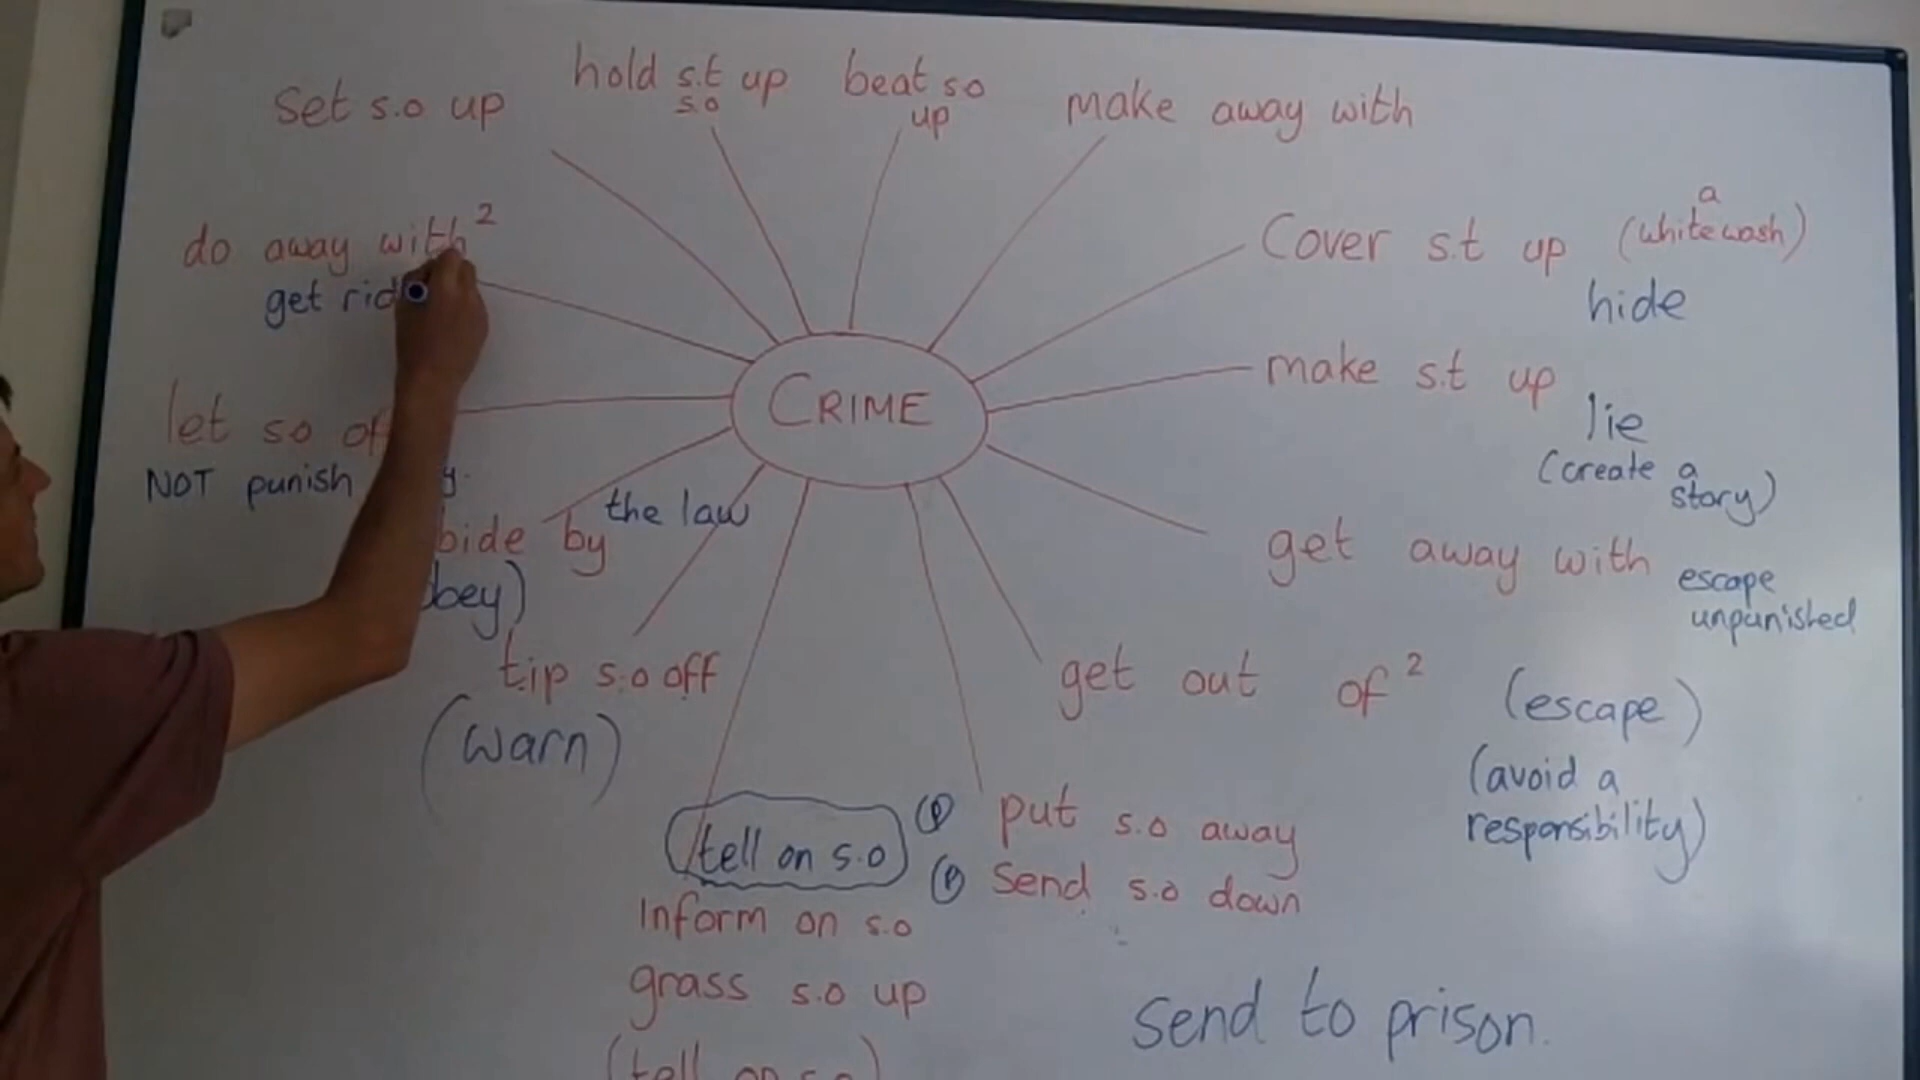 set s.o up
hold s.t up
s.o
beat s.o
up
make away with
do away with 2
get rid
let s.o
NOT punish
by
the law
tip s.o off
(warn)
tell on s.o
Inform on s.o
grass s.o up
(tell on s.o)
(P) put s.o away
(P) Send s.o down
Send to prison.
CRIME
Cover s.t up
a
(whitewash)
hide
make s.t up
lie
(create a
story)
get away with
escape
unpunished
get out of 2
(escape)
(avoid a
responsibility)